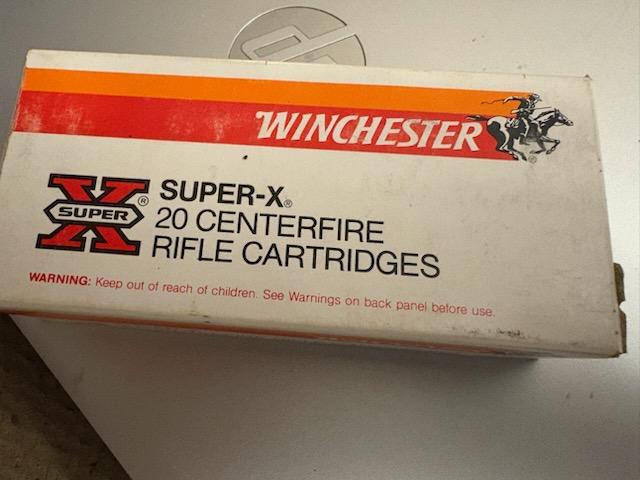 WINCHESTER
®
SUPER ®
SUPER-X®
20 CENTERFIRE
RIFLE CARTRIDGES
WARNING: Keep out of reach of children. See Warnings on back panel before use.
hp